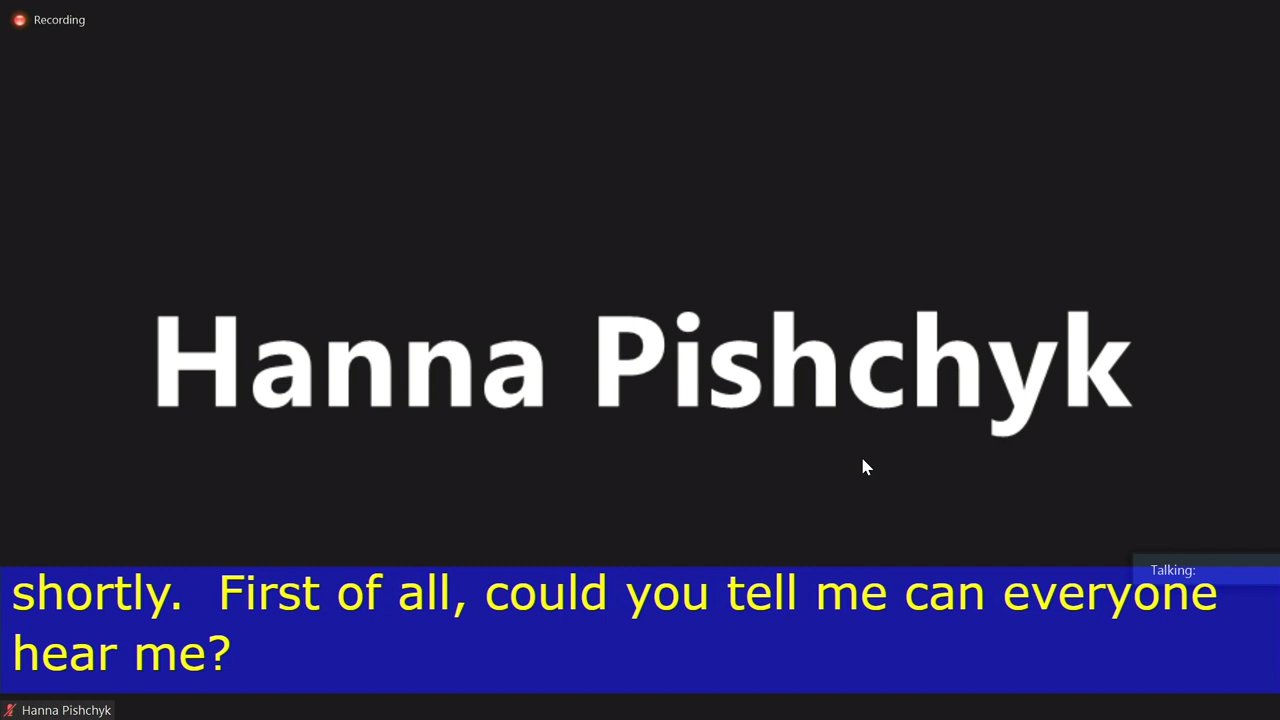 Recording
Hanna Pishchyk
Talking:
shortly.  First of all, could you tell me can everyone
hear me?
Hanna Pishchyk